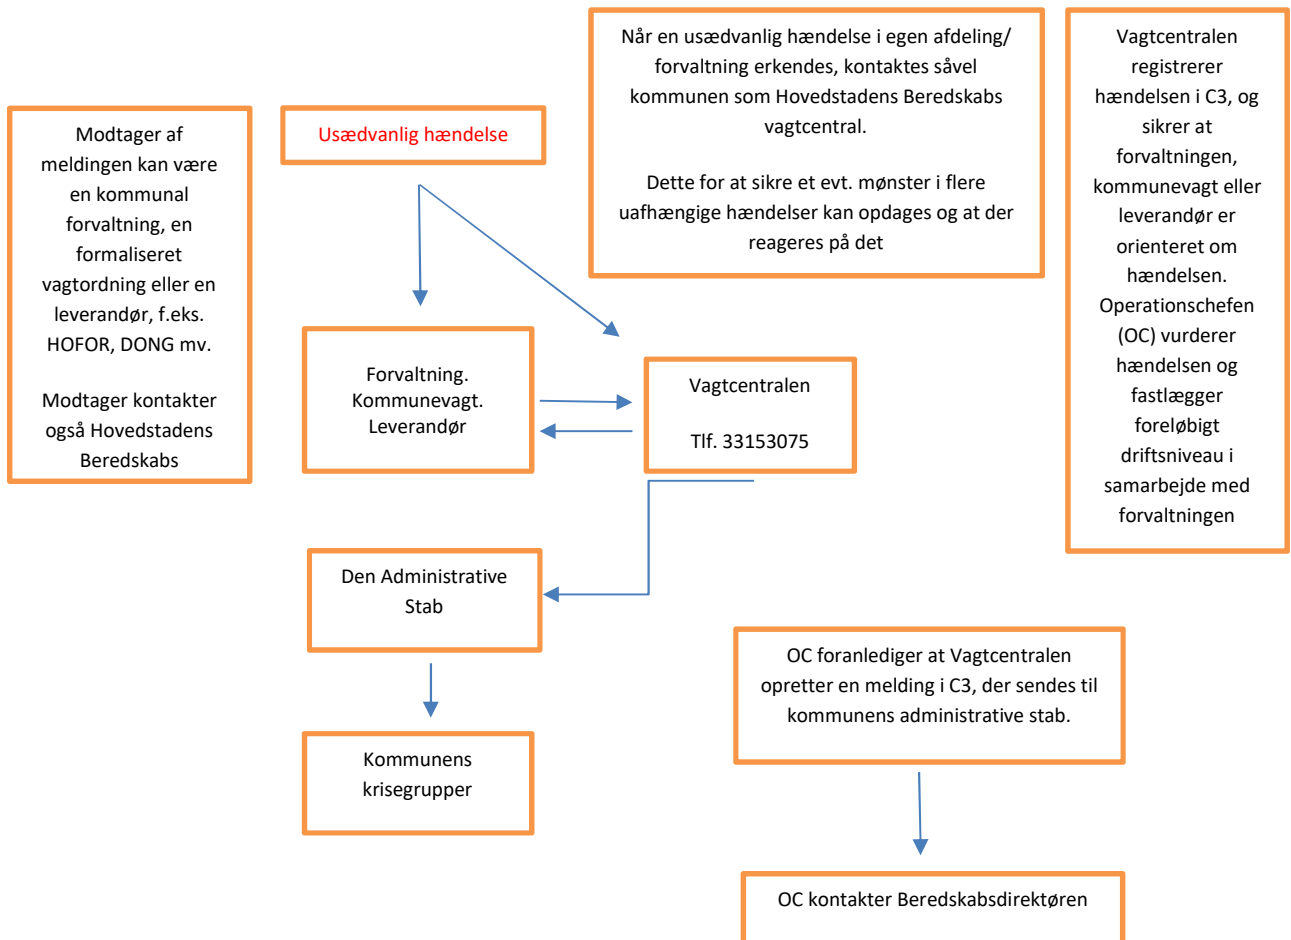 Når en usædvanlig hændelse i egen afdeling/
forvaltning erkendes, kontaktes såvel
kommunen som Hovedstadens Beredskabs
vagtcentral.
Dette for at sikre et evt. mønster i flere
uafhængige hændelser kan opdages og at der
reageres på det
Vagtcentralen
registrerer
hændelsen i C3, og
sikrer at
forvaltningen,
kommunevagt eller
leverandør er
orienteret om
hændelsen.
Operationschefen
(OC) vurderer
hændelsen og
fastlægger
foreløbigt
driftsniveau i
samarbejde med
forvaltningen
Modtager af
meldingen kan være
en kommunal
forvaltning, en
formaliseret
vagtordning eller en
leverandør, f.eks.
HOFOR, DONG mv.
Modtager kontakter
også Hovedstadens
Beredskabs
Usædvanlig hændelse
Forvaltning.
Kommunevagt.
Leverandør
Vagtcentralen
Tlf. 33153075
Den Administrative
Stab
Kommunens
krisegrupper
OC foranlediger at Vagtcentralen
opretter en melding i C3, der sendes til
kommunens administrative stab.
OC kontakter Beredskabsdirektøren